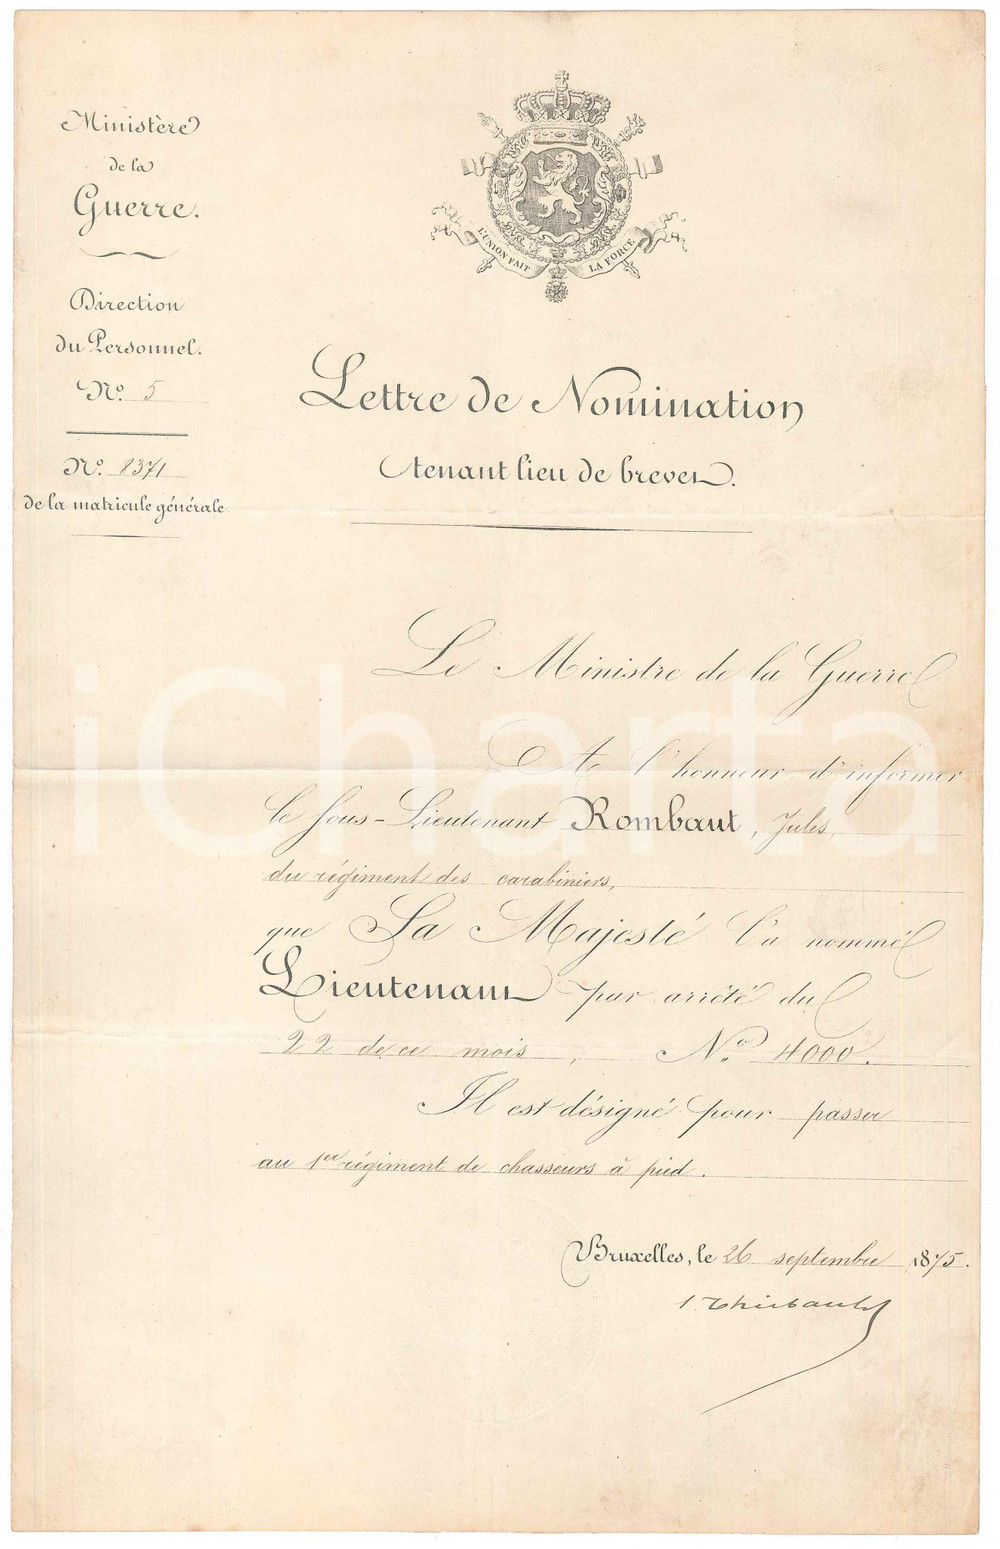 Ministère
de la
Guerre.
Direction
du Personnel.
N.º 5
N.º 8371
de la matricule générale.
L'UNION FAIT LA FORCE
Lettre de Nomination
tenant lieu de brevet.
Le Ministre de la Guerre
A l'honneur d'informer
le Sous-Lieutenant Rombaut, Jules,
du régiment des carabiniers,
que Sa Majesté l'a nommé
Lieutenant par arrêté du
22 de ce mois, N.º 4000.
Il est désigné pour passer
au 1er régiment de chasseurs à pied.
Bruxelles, le 26 septembre 1875.
Thiebauld
iCharta